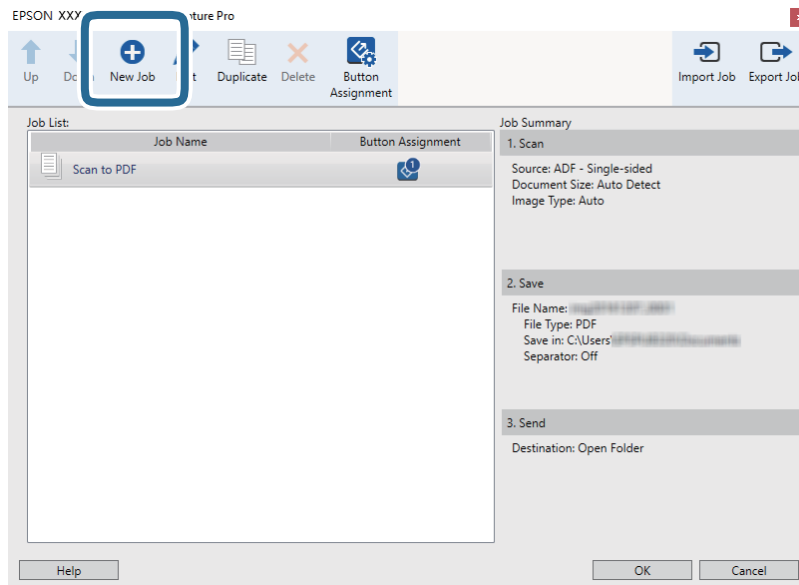 EPSON XXX ture Pro
Up
New Job
Duplicate
Delete
Button
Assignment
Import Job
Export Job
Job List:
Job Name
Button Assignment
Scan to PDF
1
Job Summary
1. Scan
Source: ADF - Single-sided
Document Size: Auto Detect
Image Type: Auto
2. Save
File Name:
File Type: PDF
Save in: C:\Users\
Separator: Off
3. Send
Destination: Open Folder
Help
OK
Cancel